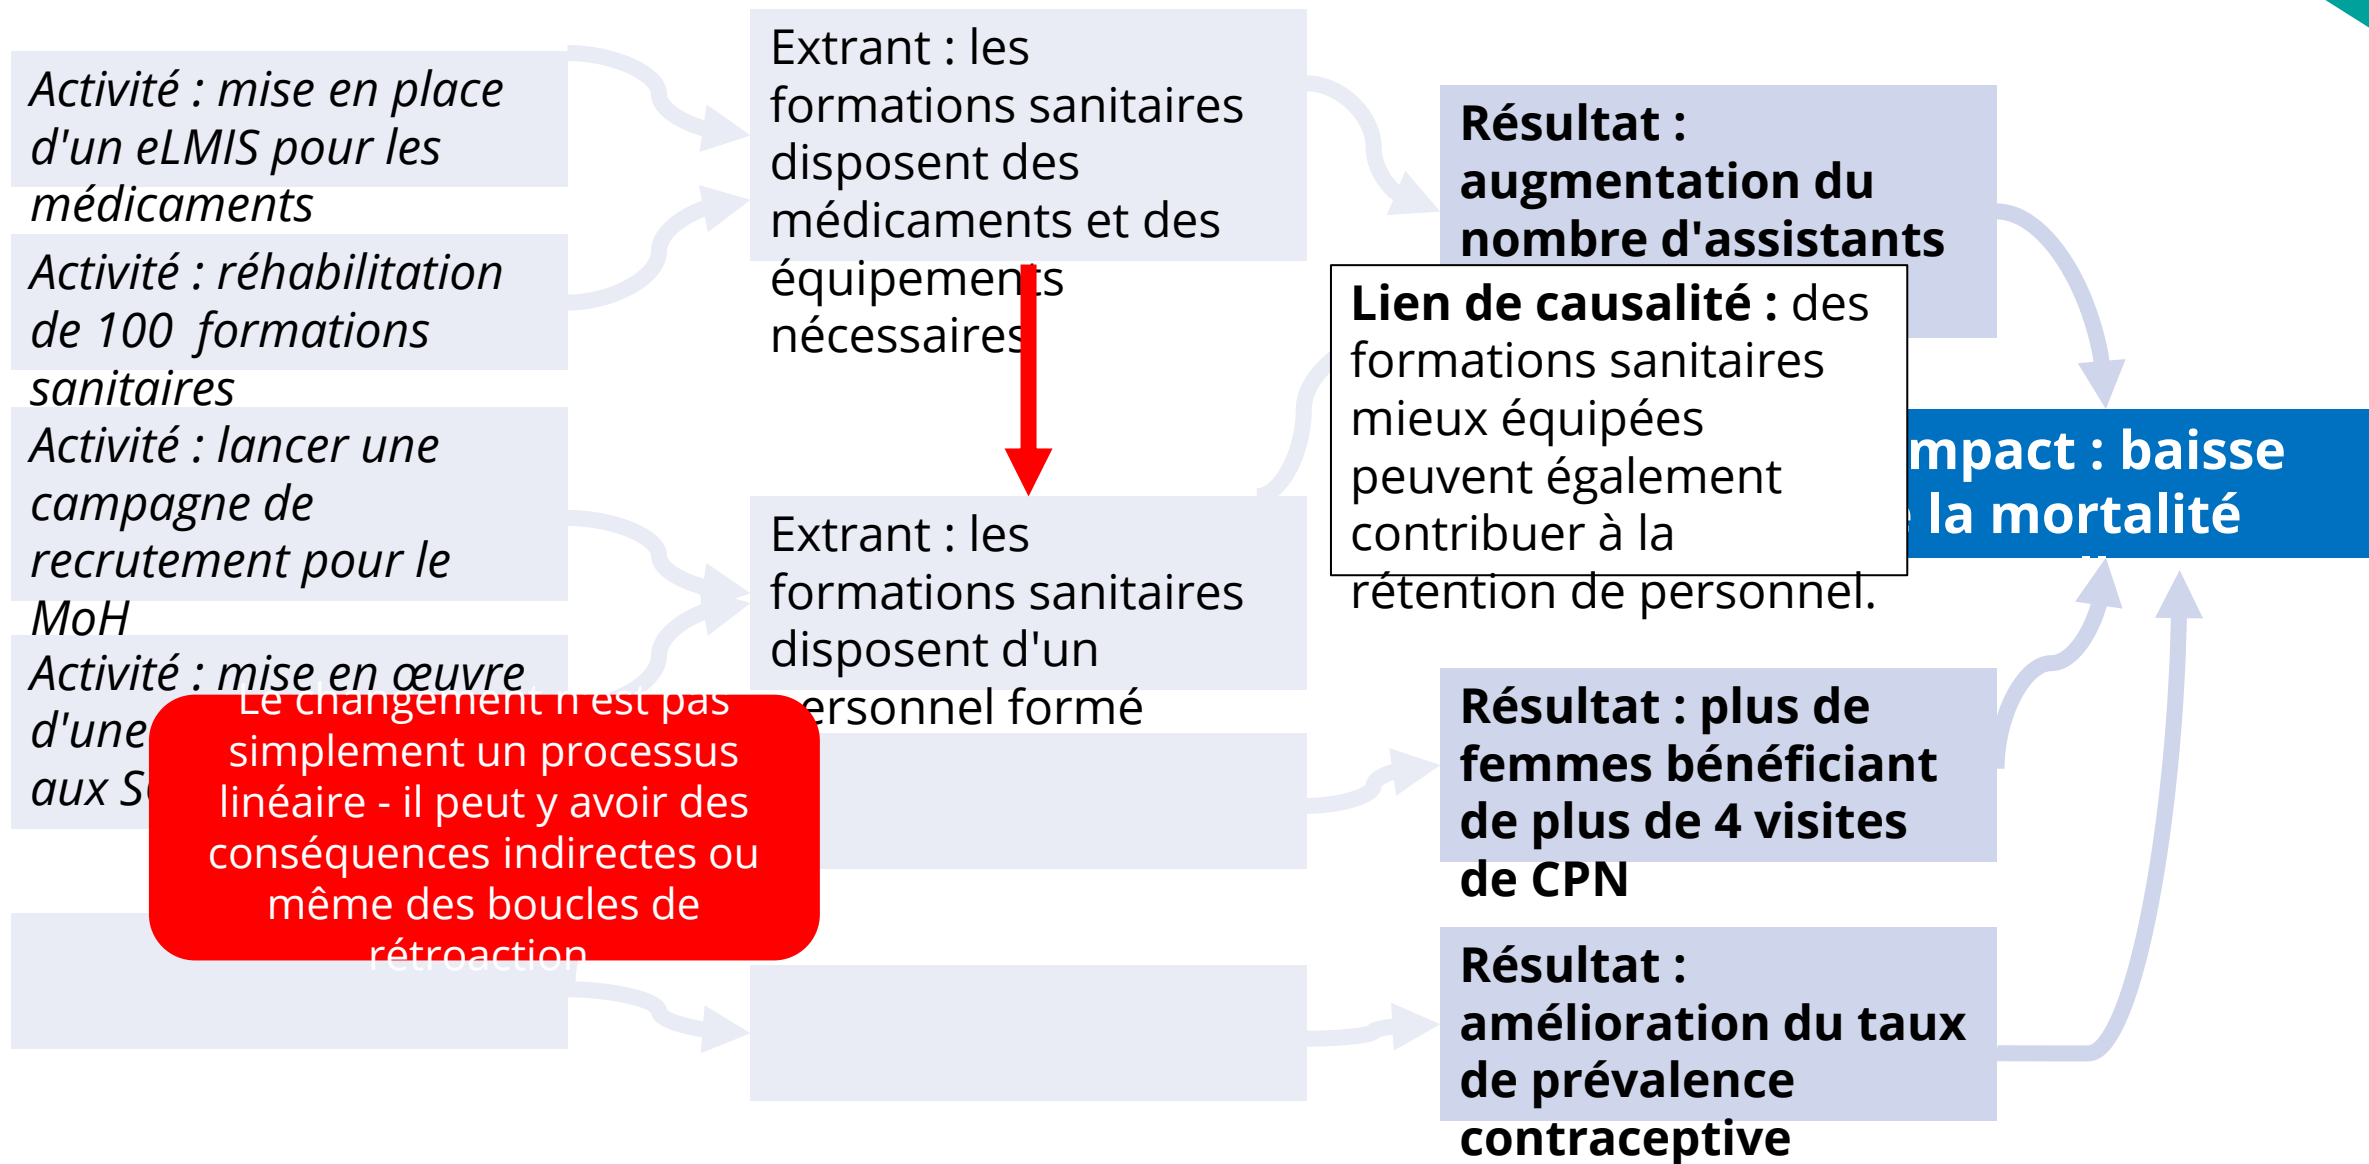 Activité : mise en place
d'un eLMIS pour les
médicaments
Activité : réhabilitation
de 100  formations
sanitaires
Activité : lancer une
campagne de
recrutement pour le
MoH
Activité : mise en œuvre
d'une
aux
Le changement n'est pas
simplement un processus
linéaire - il peut y avoir des
conséquences indirectes ou
même des boucles de
rétroaction
Extrant : les
formations sanitaires
disposent des
médicaments et des
équipements
nécessaires
Extrant : les
formations sanitaires
disposent d'un
personnel formé
Résultat :
augmentation du
nombre d'assistants
Lien de causalité : des
formations sanitaires
mieux équipées
peuvent également
contribuer à la
rétention de personnel.
mpact : baisse
la mortalité
Résultat : plus de
femmes bénéficiant
de plus de 4 visites
de CPN
Résultat :
amélioration du taux
de prévalence
contraceptive